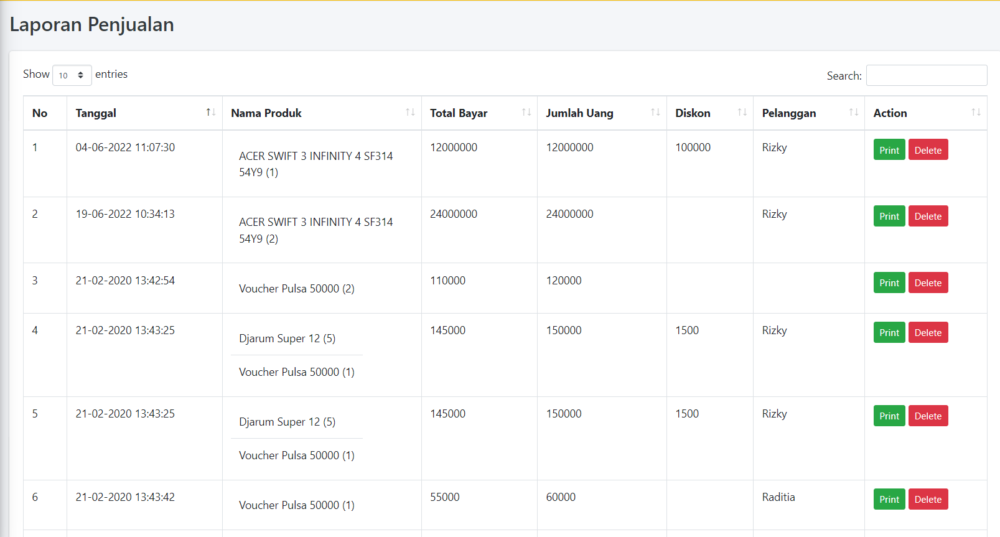 Laporan Penjualan
Show 10 entries
Search:
No Tanggal Nama Produk Total Bayar Jumlah Uang Diskon Pelanggan Action
1 04-06-2022 11:07:30 ACER SWIFT 3 INFINITY 4 SF314 12000000 12000000 100000 Rizky Print Delete
54Y9 (1)
2 19-06-2022 10:34:13 ACER SWIFT 3 INFINITY 4 SF314 24000000 24000000 Rizky Print Delete
54Y9 (2)
3 21-02-2020 13:42:54 Voucher Pulsa 50000 (2) 110000 120000 Print Delete
4 21-02-2020 13:43:25 Djarum Super 12 (5) 145000 150000 1500 Rizky Print Delete
Voucher Pulsa 50000 (1)
5 21-02-2020 13:43:25 Djarum Super 12 (5) 145000 150000 1500 Rizky Print Delete
Voucher Pulsa 50000 (1)
6 21-02-2020 13:43:42 Voucher Pulsa 50000 (1) 55000 60000 Raditia Print Delete